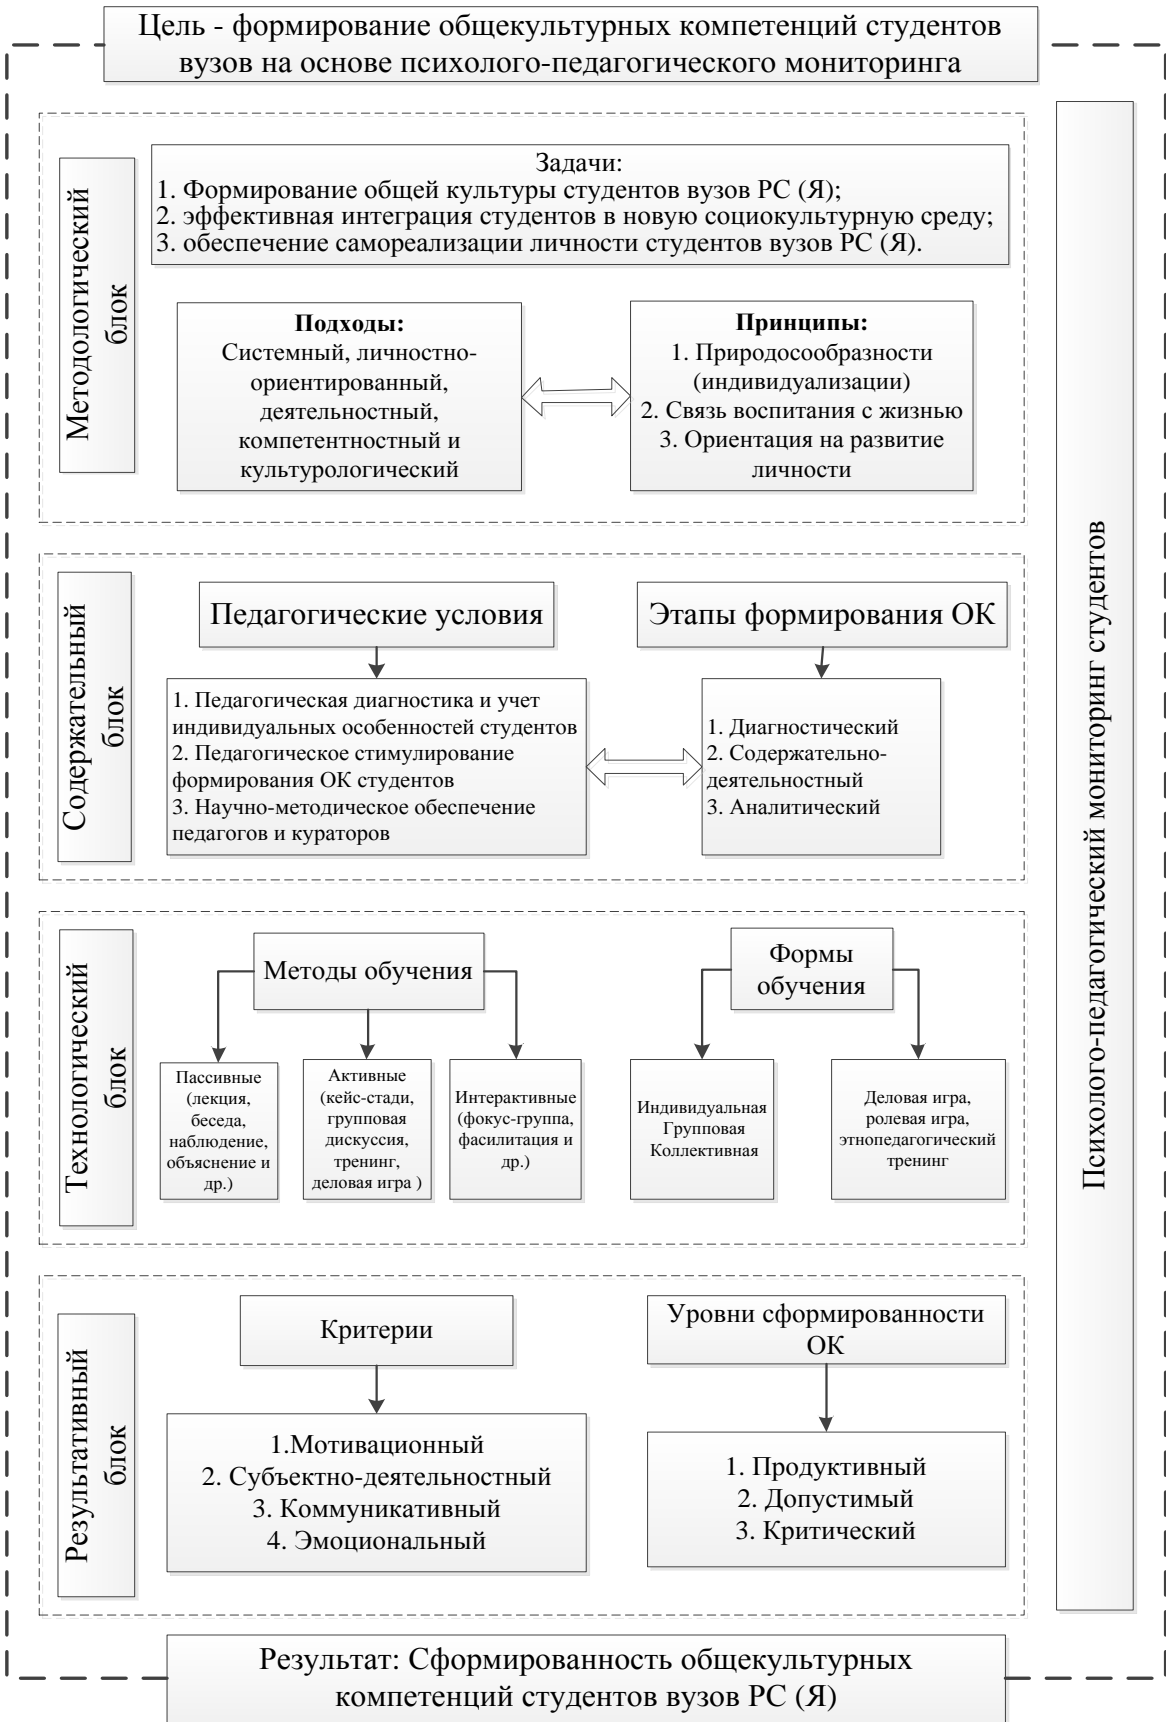 Цель - формирование общекультурных компетенций студентов
вузов на основе психолого-педагогического мониторинга
Методологический
блок
Задачи:
1. Формирование общей культуры студентов вузов РС (Я);
2. эффективная интеграция студентов в новую социокультурную среду;
3. обеспечение самореализации личности студентов вузов РС (Я).
Подходы:
Системный, личностно-
ориентированный,
деятельностный,
компетентностный и
культурологический
Принципы:
1. Природосообразности
(индивидуализации)
2. Связь воспитания с жизнью
3. Ориентация на развитие
личности
Содержательный
блок
Педагогические условия
1. Педагогическая диагностика и учет
индивидуальных особенностей студентов
2. Педагогическое стимулирование
формирования ОК студентов
3. Научно-методическое обеспечение
педагогов и кураторов
Этапы формирования ОК
1. Диагностический
2. Содержательно-
деятельностный
3. Аналитический
Технологический
блок
Методы обучения
Пассивные
(лекция,
беседа,
наблюдение,
объяснение и
др.)
Активные
(кейс-стади,
групповая
дискуссия,
тренинг,
деловая игра )
Интерактивные
(фокус-группа,
фасилитация и
др.)
Формы
обучения
Индивидуальная
Групповая
Коллективная
Деловая игра,
ролевая игра,
этнопедагогический
тренинг
Результативный
блок
Критерии
1.Мотивационный
2. Субъектно-деятельностный
3. Коммуникативный
4. Эмоциональный
Уровни сформированности
ОК
1. Продуктивный
2. Допустимый
3. Критический
Психолого-педагогический мониторинг студентов
Результат: Сформированность общекультурных
компетенций студентов вузов РС (Я)